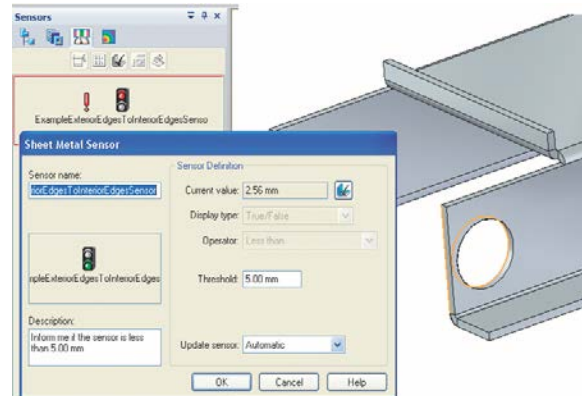 Sensors
ExampleExteriorEdgesToInteriorEdgesSenso
Sheet Metal Sensor
Sensor name:
riorEdgesToInteriorEdgesSensor
mpleExteriorEdgesToInteriorEdges
Description:
Inform me if the sensor is less
than 5.00 mm
Sensor Definition
Current value: 2.56 mm
Display type: True/False
Operator: Less than
Threshold: 5.00 mm
Update sensor: Automatic
OK Cancel Help